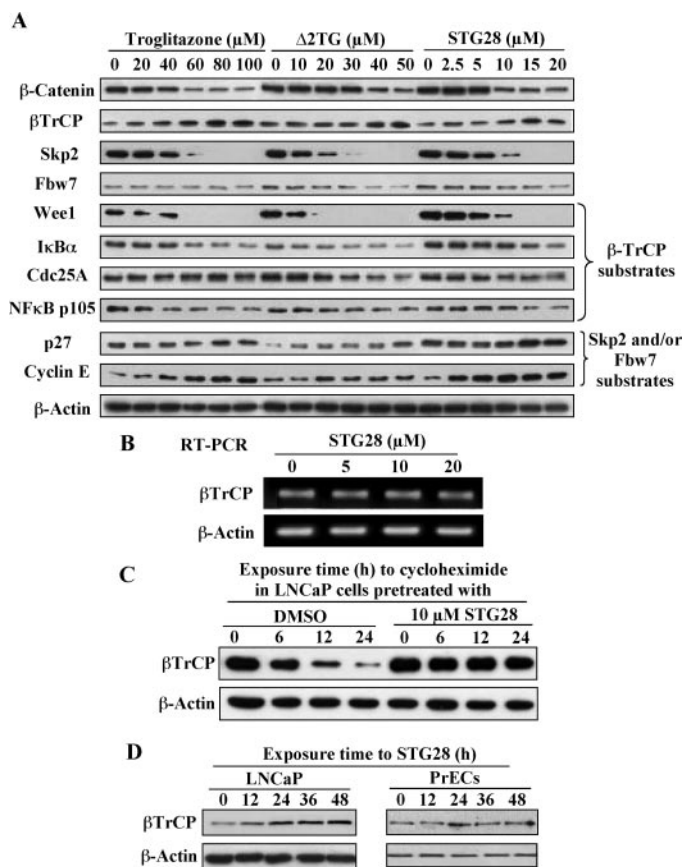 A
Troglitazone (μM) Δ2TG (μM) STG28 (μM)
0 20 40 60 80 100 0 10 20 30 40 50 0 2.5 5 10 15 20
β-Catenin
βTrCP
Skp2
Fbw7
Wee1
IκBα
Cdc25A
NFκB p105
β-TrCP
substrates
p27
Cyclin E
Skp2 and/or
Fbw7
substrates
β-Actin
B
RT-PCR
STG28 (μM)
0 5 10 20
βTrCP
β-Actin
C
Exposure time (h) to cycloheximide
in LNCaP cells pretreated with
DMSO 10 μM STG28
0 6 12 24 0 6 12 24
βTrCP
β-Actin
D
Exposure time to STG28 (h)
LNCaP PrECs
0 12 24 36 48 0 12 24 36 48
βTrCP
β-Actin